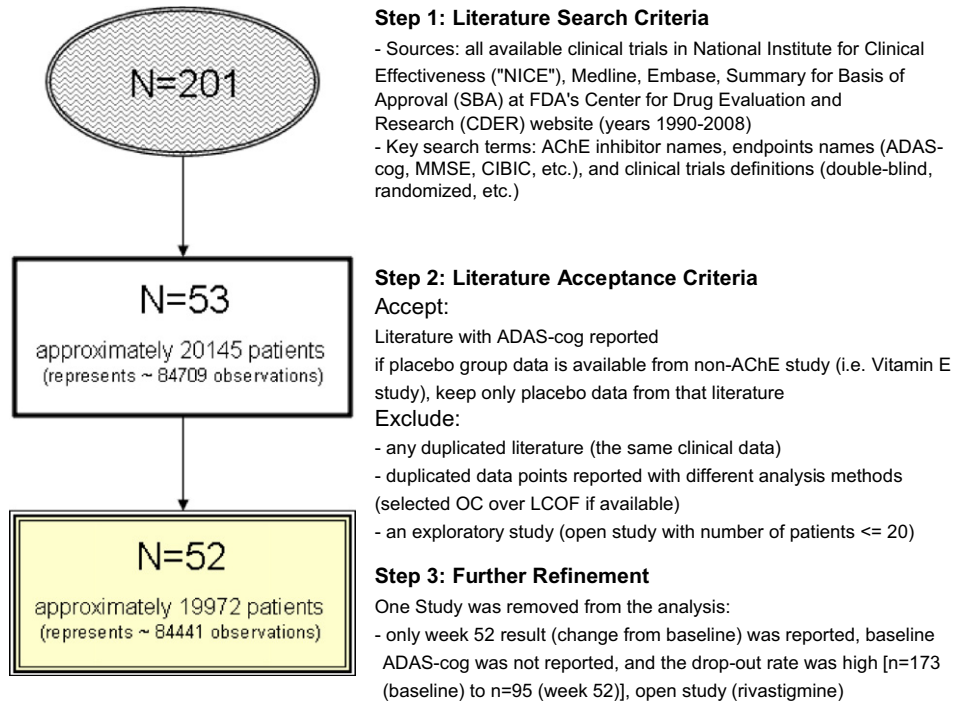 N=201
Step 1: Literature Search Criteria
- Sources: all available clinical trials in National Institute for Clinical
Effectiveness ("NICE"), Medline, Embase, Summary for Basis of
Approval (SBA) at FDA's Center for Drug Evaluation and
Research (CDER) website (years 1990-2008)
- Key search terms: AChE inhibitor names, endpoints names (ADAS-
cog, MMSE, CIBIC, etc.), and clinical trials definitions (double-blind,
randomized, etc.)
N=53
approximately 20145 patients
(represents ~ 84709 observations)
Step 2: Literature Acceptance Criteria
Accept:
Literature with ADAS-cog reported
if placebo group data is available from non-AChE study (i.e. Vitamin E
study), keep only placebo data from that literature
Exclude:
- any duplicated literature (the same clinical data)
- duplicated data points reported with different analysis methods
(selected OC over LCOF if available)
- an exploratory study (open study with number of patients <= 20)
N=52
approximately 19972 patients
(represents ~ 84441 observations)
Step 3: Further Refinement
One Study was removed from the analysis:
- only week 52 result (change from baseline) was reported, baseline
ADAS-cog was not reported, and the drop-out rate was high [n=173
(baseline) to n=95 (week 52)], open study (rivastigmine)